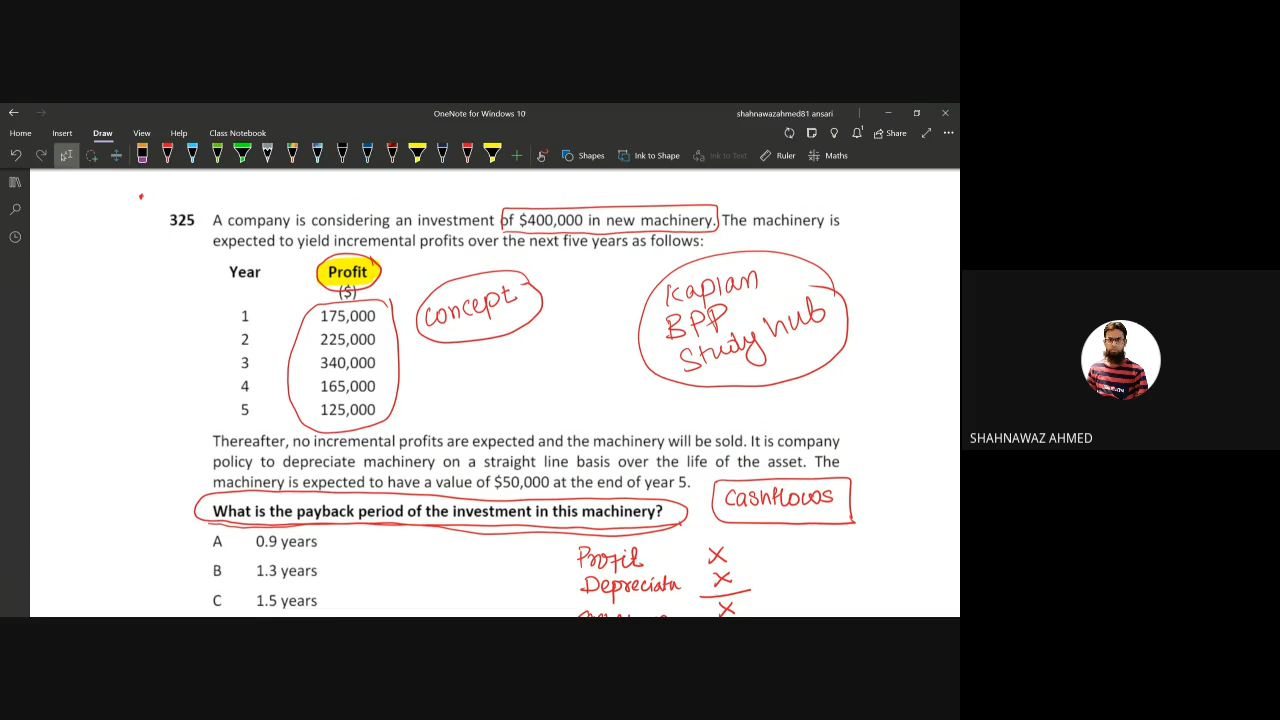 OneNote for Windows 10
shahnawazahmed81 ansari
Home Insert Draw View Help Class Notebook
Share
Shapes Ink to Shape Ink to Text Ruler Maths
325 A company is considering an investment of $400,000 in new machinery. The machinery is
expected to yield incremental profits over the next five years as follows:
Year Profit
($)
1 175,000
2 225,000
3 340,000
4 165,000
5 125,000
concept
Kaplan
BPP
Study hub
Thereafter, no incremental profits are expected and the machinery will be sold. It is company
policy to depreciate machinery on a straight line basis over the life of the asset. The
machinery is expected to have a value of $50,000 at the end of year 5.
Cashflows
What is the payback period of the investment in this machinery?
A 0.9 years
B 1.3 years
C 1.5 years
Profit x
Depreciatn x
x
SHAHNAWAZ AHMED